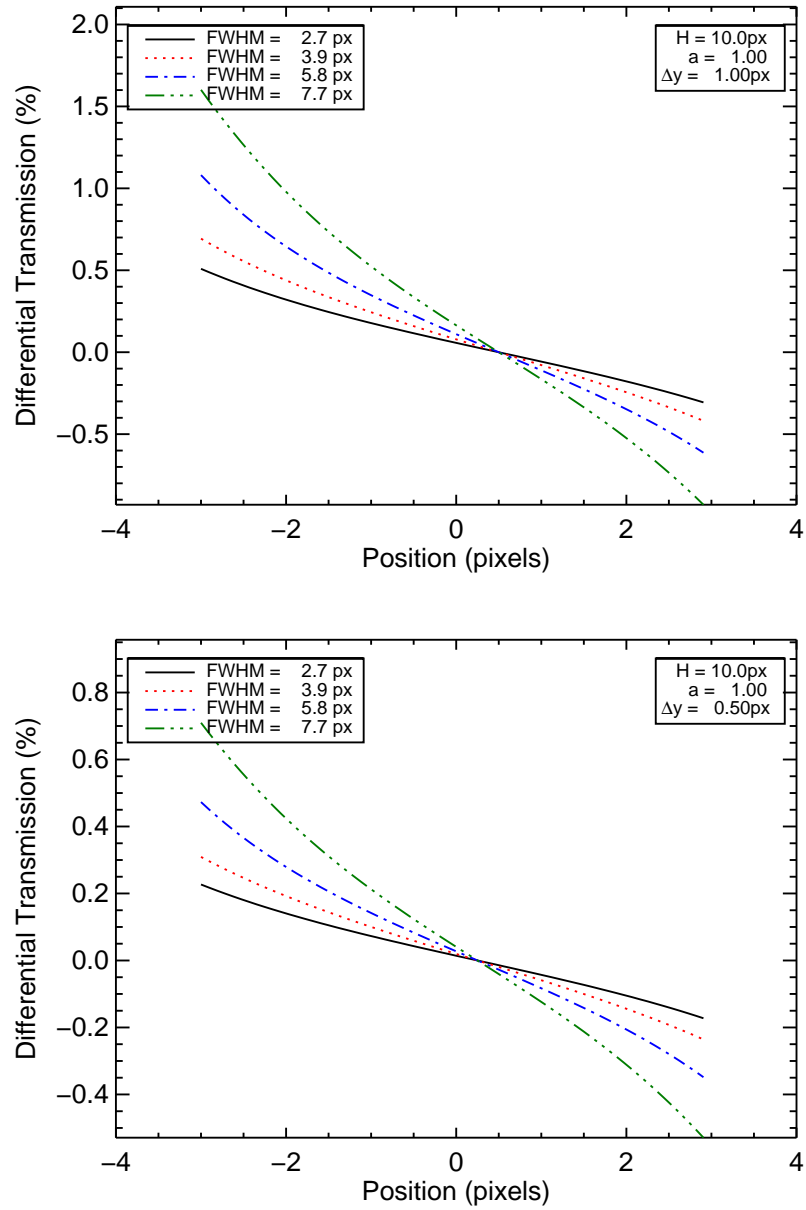 2.0
1.5
1.0
0.5
0.0
−0.5
Differential Transmission (%)
FWHM = 2.7 px
FWHM = 3.9 px
FWHM = 5.8 px
FWHM = 7.7 px
H = 10.0px
a = 1.00
Δy = 1.00px
−4 −2 0 2 4
Position (pixels)
0.8
0.6
0.4
0.2
0.0
−0.2
−0.4
Differential Transmission (%)
FWHM = 2.7 px
FWHM = 3.9 px
FWHM = 5.8 px
FWHM = 7.7 px
H = 10.0px
a = 1.00
Δy = 0.50px
−4 −2 0 2 4
Position (pixels)